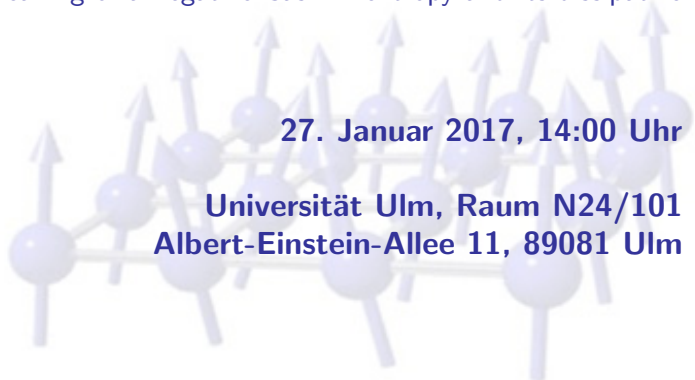 27. Januar 2017, 14:00 Uhr
Universität Ulm, Raum N24/101
Albert-Einstein-Allee 11, 89081 Ulm